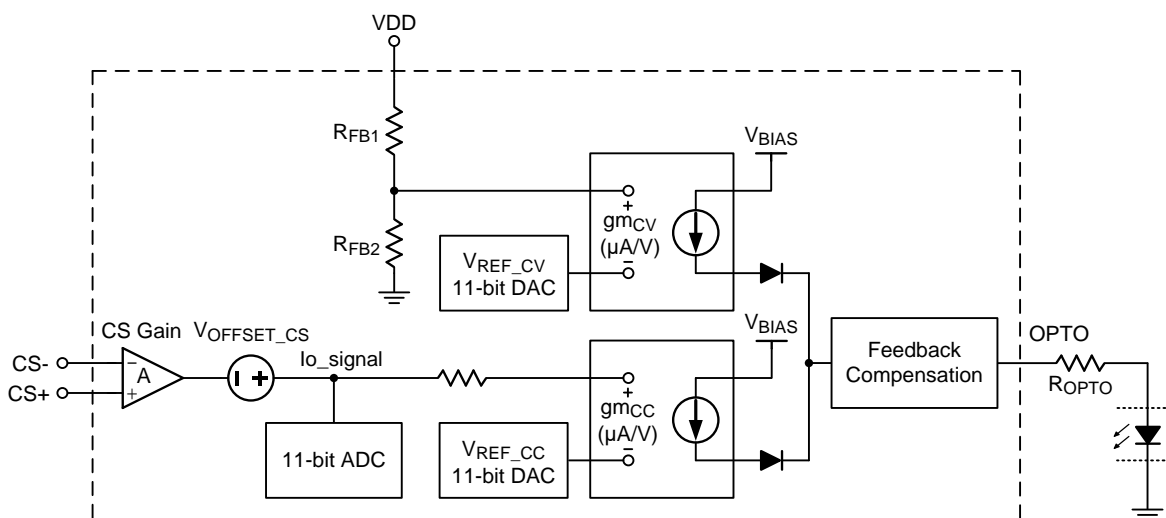 VDD
RFB1
RFB2
VREF_CV
11-bit DAC
+
gmCV
(µA/V)
−
VBIAS
CS Gain
VOFFSET_CS
CS-
CS+
−
A
+
Io_signal
11-bit ADC
VREF_CC
11-bit DAC
+
gmCC
(µA/V)
−
VBIAS
Feedback
Compensation
OPTO
ROPTO